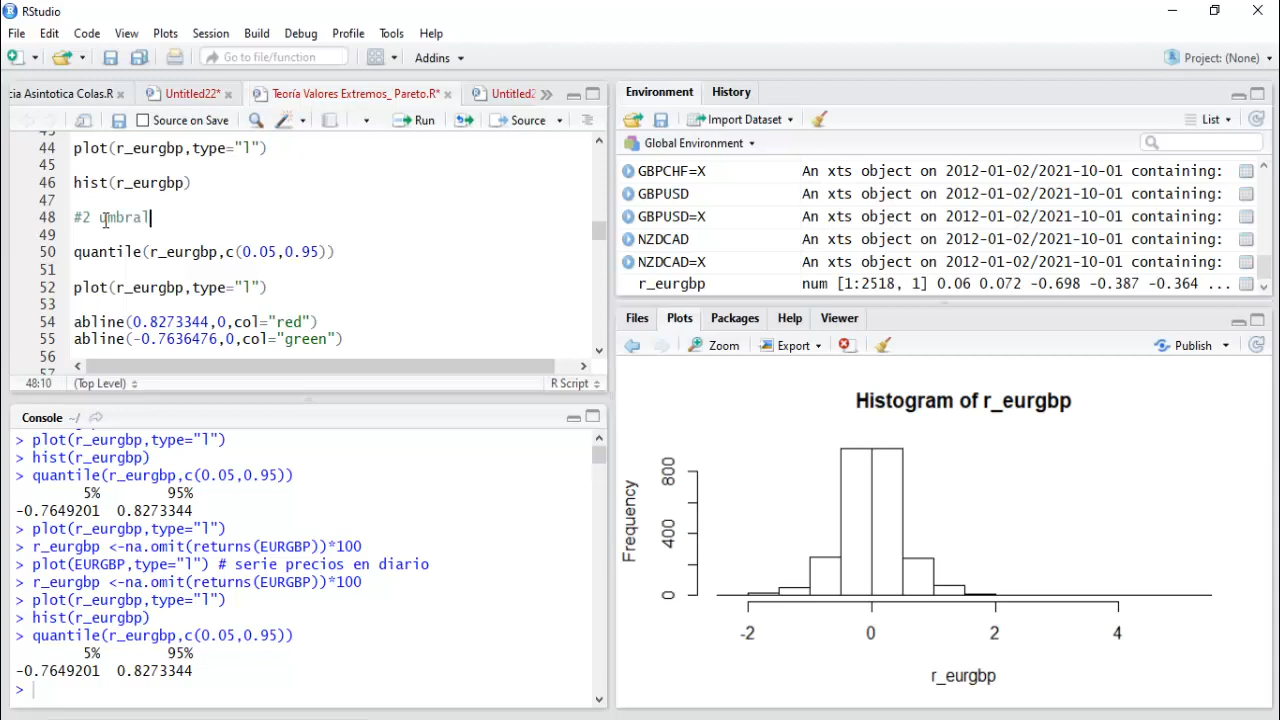 RStudio
File Edit Code View Plots Session Build Debug Profile Tools Help
Go to file/function
Addins
Project: (None)
cia Asintotica Colas.R
Untitled22*
Teoría Valores Extremos_ Pareto.R*
Untitled2
Source on Save
Run
Source
44 plot(r_eurgbp,type="l")
45
46 hist(r_eurgbp)
47
48 #2 umbral
49
50 quantile(r_eurgbp,c(0.05,0.95))
51
52 plot(r_eurgbp,type="l")
53
54 abline(0.8273344,0,col="red")
55 abline(-0.7636476,0,col="green")
56
57
48:10 (Top Level) R Script
Console ~/
> plot(r_eurgbp,type="l")
> hist(r_eurgbp)
> quantile(r_eurgbp,c(0.05,0.95))
5% 95%
-0.7649201 0.8273344
> plot(r_eurgbp,type="l")
> r_eurgbp <-na.omit(returns(EURGBP))*100
> plot(EURGBP,type="l") # serie precios en diario
> r_eurgbp <-na.omit(returns(EURGBP))*100
> plot(r_eurgbp,type="l")
> hist(r_eurgbp)
> quantile(r_eurgbp,c(0.05,0.95))
5% 95%
-0.7649201 0.8273344
>
Environment History
Import Dataset
List
Global Environment
GBPCHF=X An xts object on 2012-01-02/2021-10-01 containing:
GBPUSD An xts object on 2012-01-02/2021-10-01 containing:
GBPUSD=X An xts object on 2012-01-02/2021-10-01 containing:
NZDCAD An xts object on 2012-01-02/2021-10-01 containing:
NZDCAD=X An xts object on 2012-01-02/2021-10-01 containing:
r_eurgbp num [1:2518, 1] 0.06 0.072 -0.698 -0.387 -0.364 ...
Files Plots Packages Help Viewer
Zoom Export Publish
Histogram of r_eurgbp
Frequency
800
400
0
-2 0 2 4
r_eurgbp